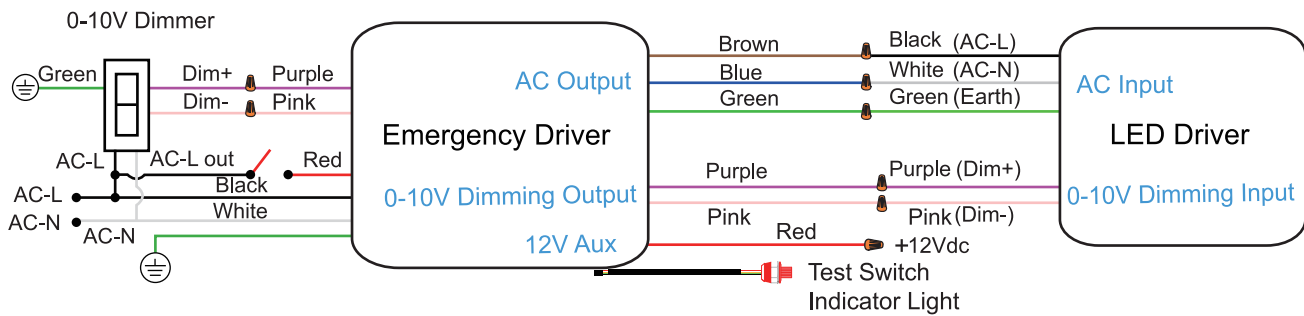 0-10V Dimmer
Green
Dim+
Purple
Dim-
Pink
AC-L
AC-L out
Red
AC-L
Black
AC-N
White
AC-N
AC Output
Emergency Driver
0-10V Dimming Output
12V Aux
Brown
Black (AC-L)
Blue
White (AC-N)
Green
Green (Earth)
Purple
Purple (Dim+)
Pink
Pink (Dim-)
Red
+12Vdc
Test Switch
Indicator Light
AC Input
LED Driver
0-10V Dimming Input